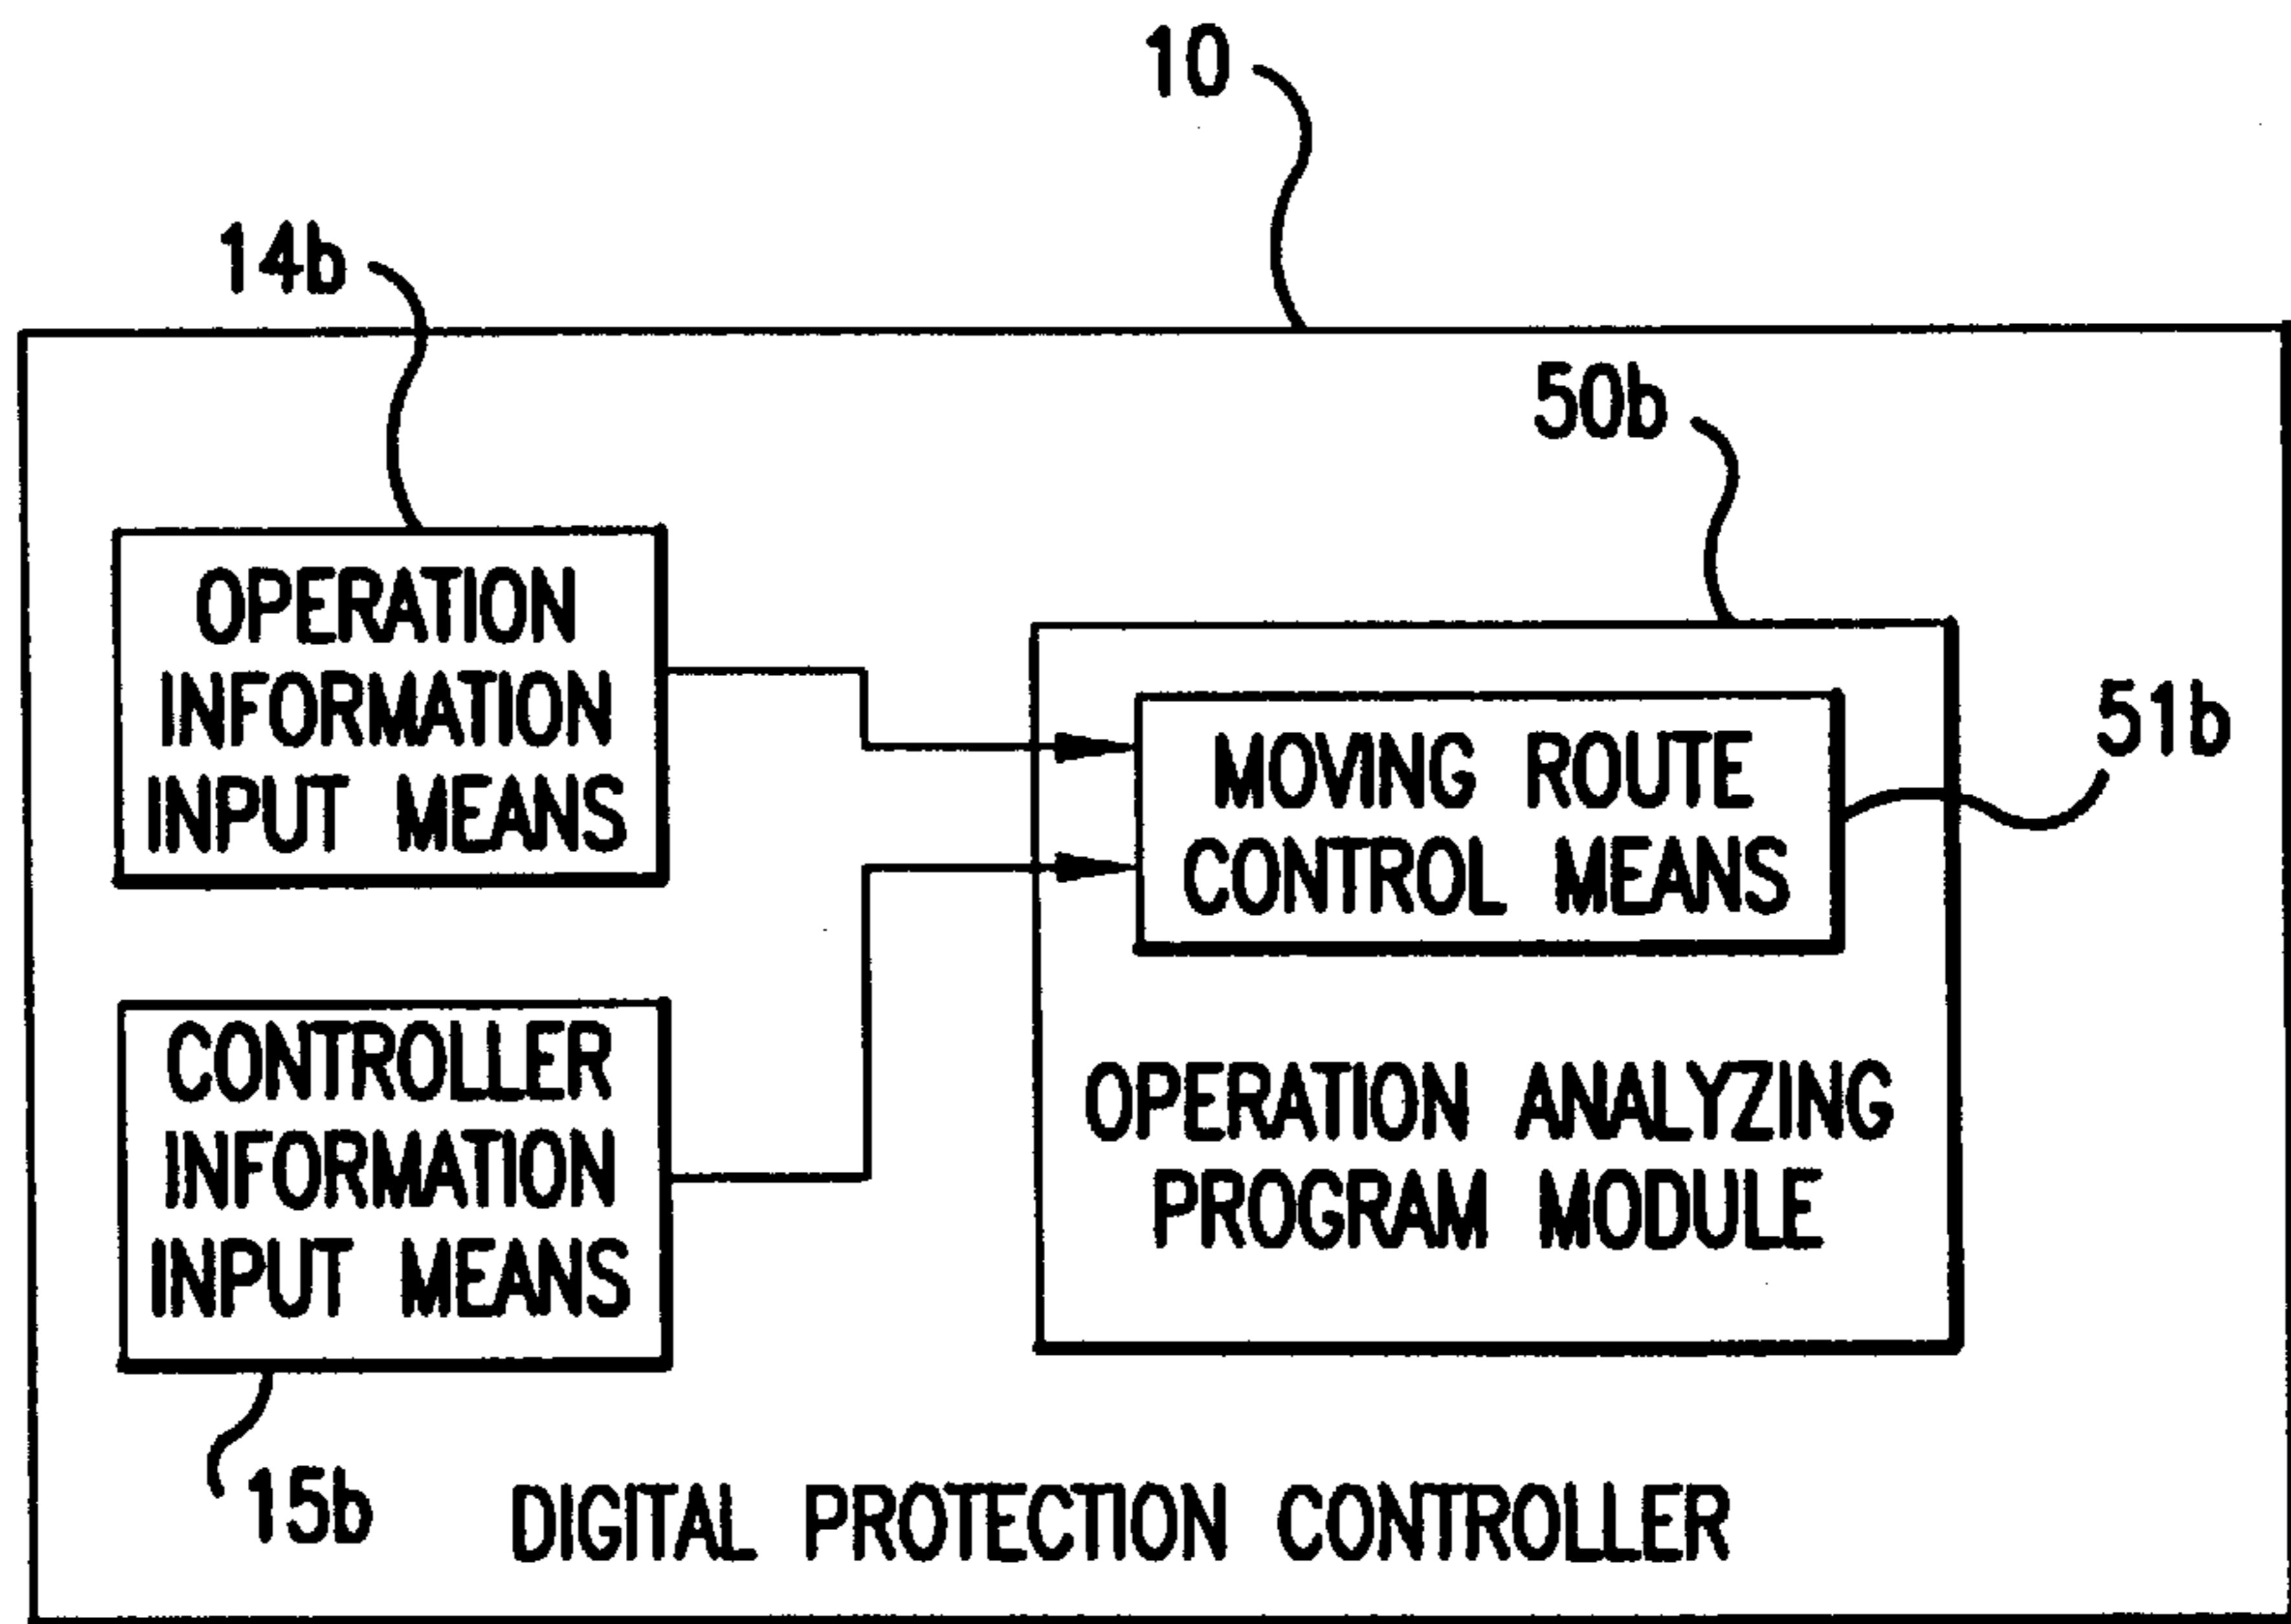 10
14b
50b
OPERATION
INFORMATION
INPUT MEANS
51b
MOVING ROUTE
CONTROL MEANS
CONTROLLER
INFORMATION
INPUT MEANS
OPERATION ANALYZING
PROGRAM MODULE
15b
DIGITAL PROTECTION CONTROLLER